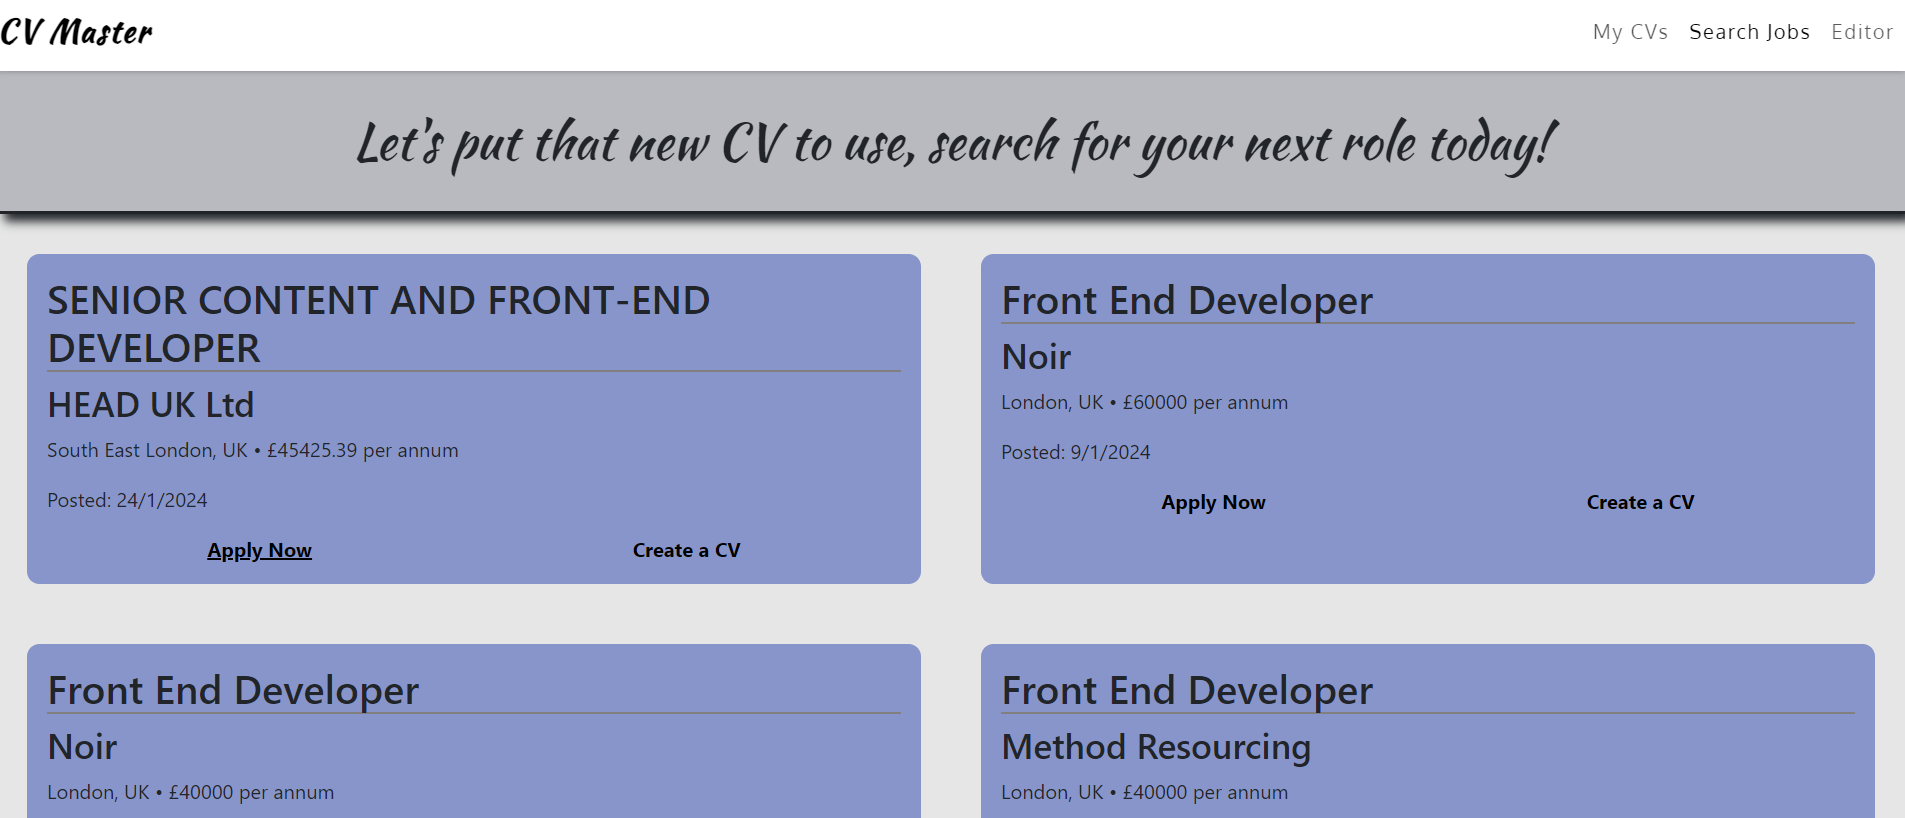 CV Master
My CVs Search Jobs Editor
Let's put that new CV to use, search for your next role today!
SENIOR CONTENT AND FRONT-END
DEVELOPER
HEAD UK Ltd
South East London, UK • £45425.39 per annum
Posted: 24/1/2024
Apply Now Create a CV
Front End Developer
Noir
London, UK • £60000 per annum
Posted: 9/1/2024
Apply Now Create a CV
Front End Developer
Noir
London, UK • £40000 per annum
Front End Developer
Method Resourcing
London, UK • £40000 per annum